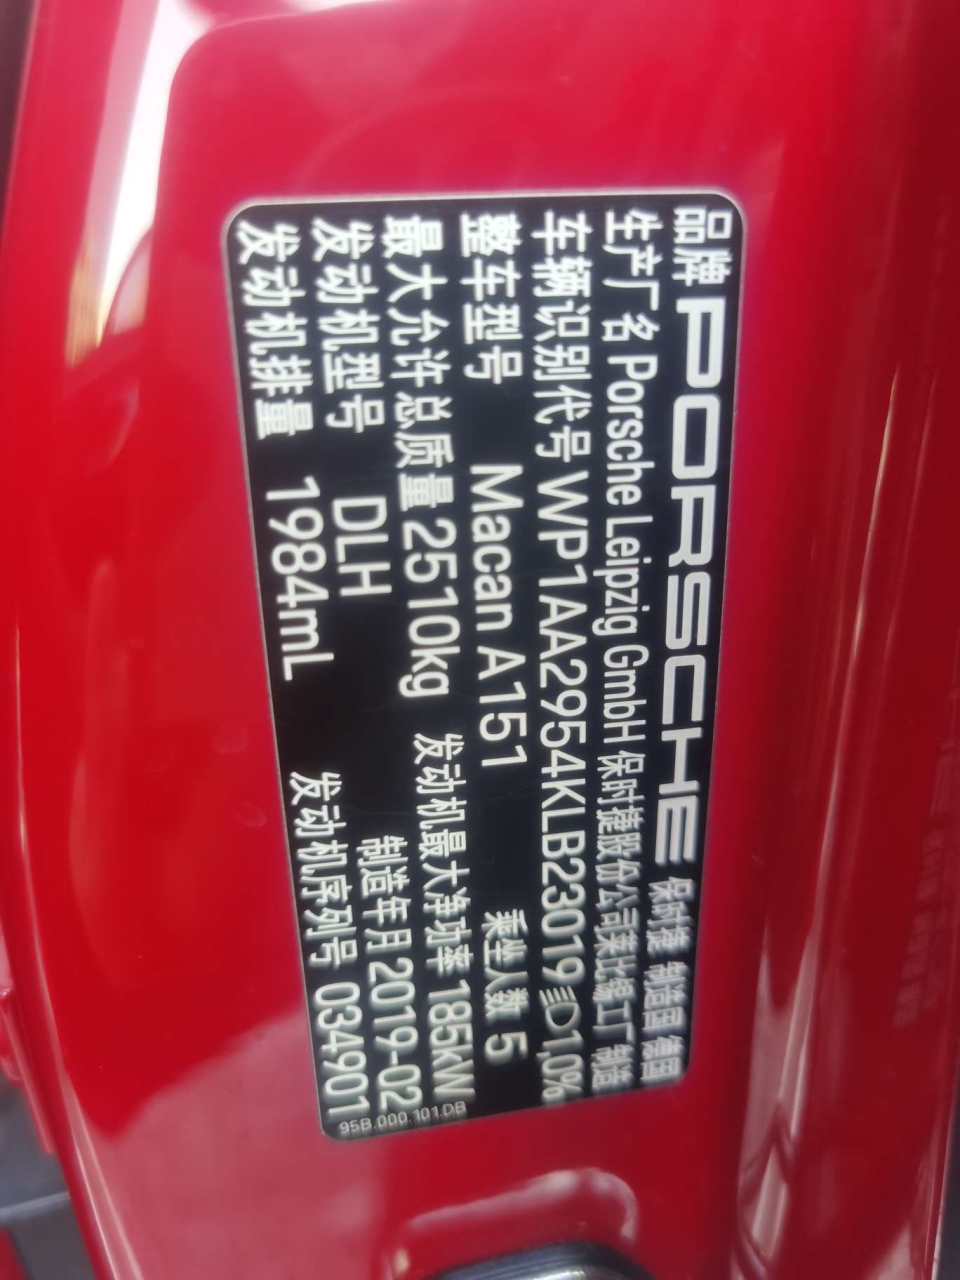 品牌 PORSCHE 保时捷 制造国 德国
生产厂名 Porsche Leipzig GmbH 保时捷股份公司莱比锡工厂 制造
车辆识别代号 WP1AA2954KLB23019 1,0%
整车型号 Macan A151 乘坐人数 5
最大允许总质量 2510kg 发动机最大净功率 185kW
发动机型号 DLH 制造年月 2019-02
发动机排量 1984mL 发动机序列号 034901
95B.000.101.DB